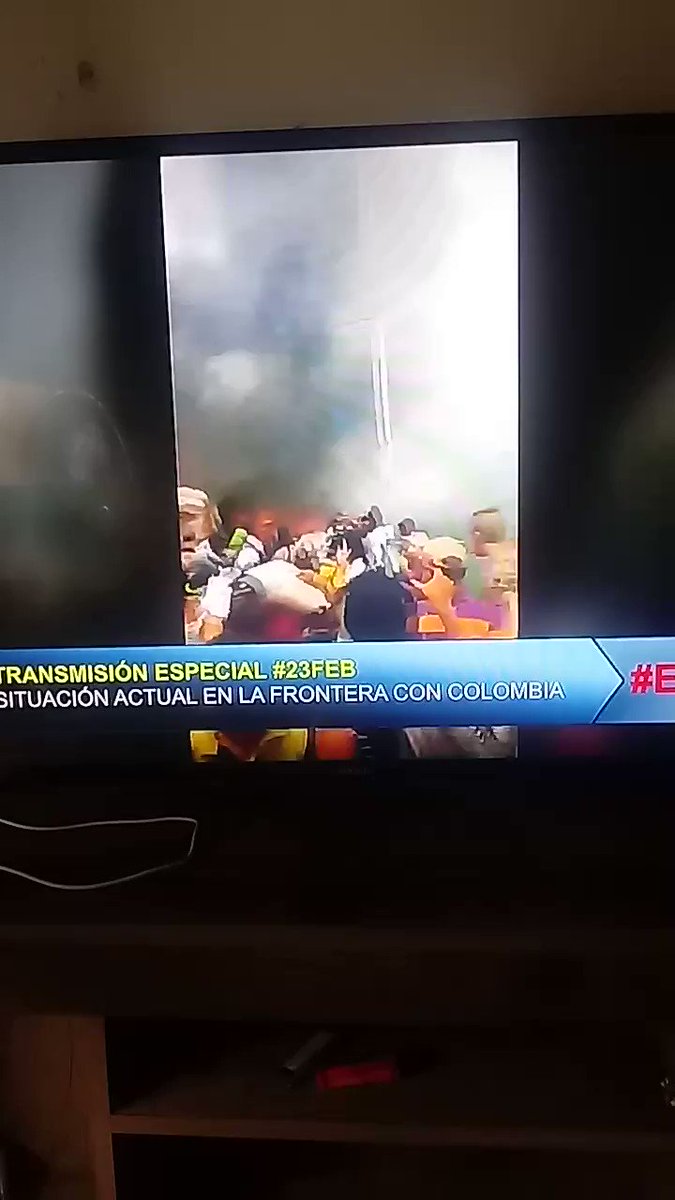 TRANSMISIÓN ESPECIAL #23FEB
SITUACIÓN ACTUAL EN LA FRONTERA CON COLOMBIA
#E